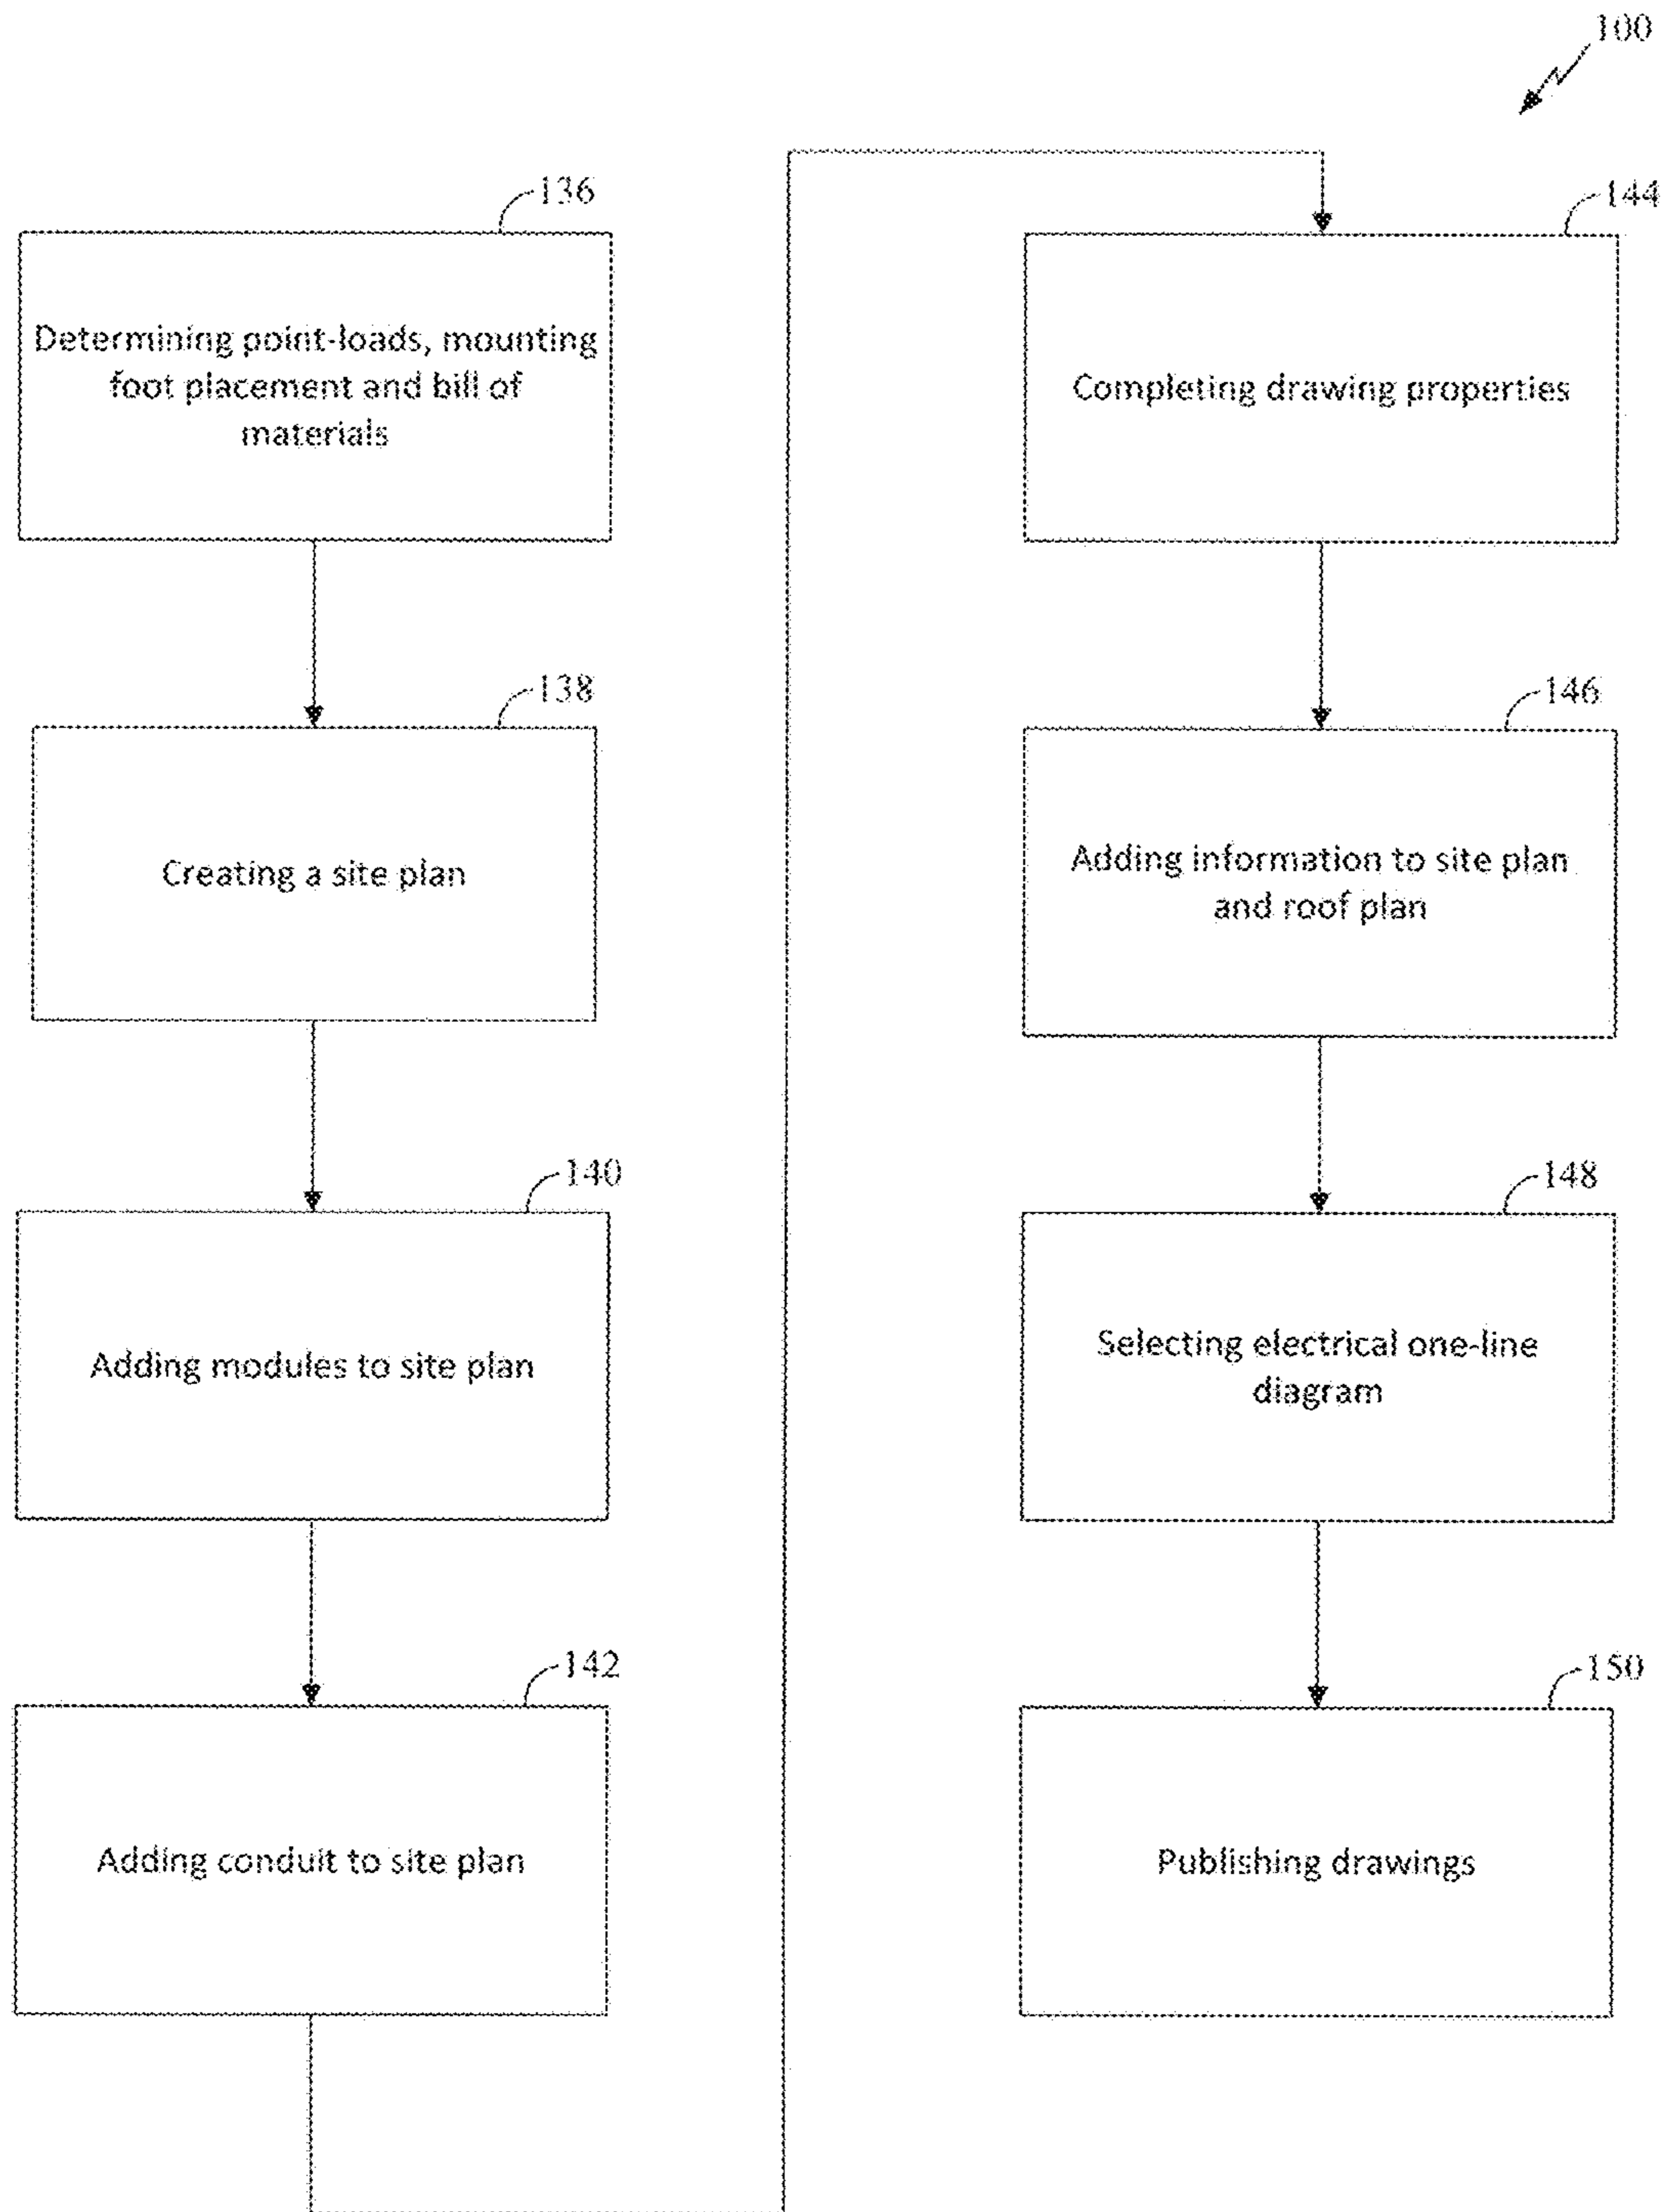 100
136
Determining point-loads, mounting
foot placement and bill of
materials
138
Creating a site plan
140
Adding modules to site plan
142
Adding conduit to site plan
144
Completing drawing properties
146
Adding information to site plan
and roof plan
148
Selecting electrical one-line
diagram
150
Publishing drawings